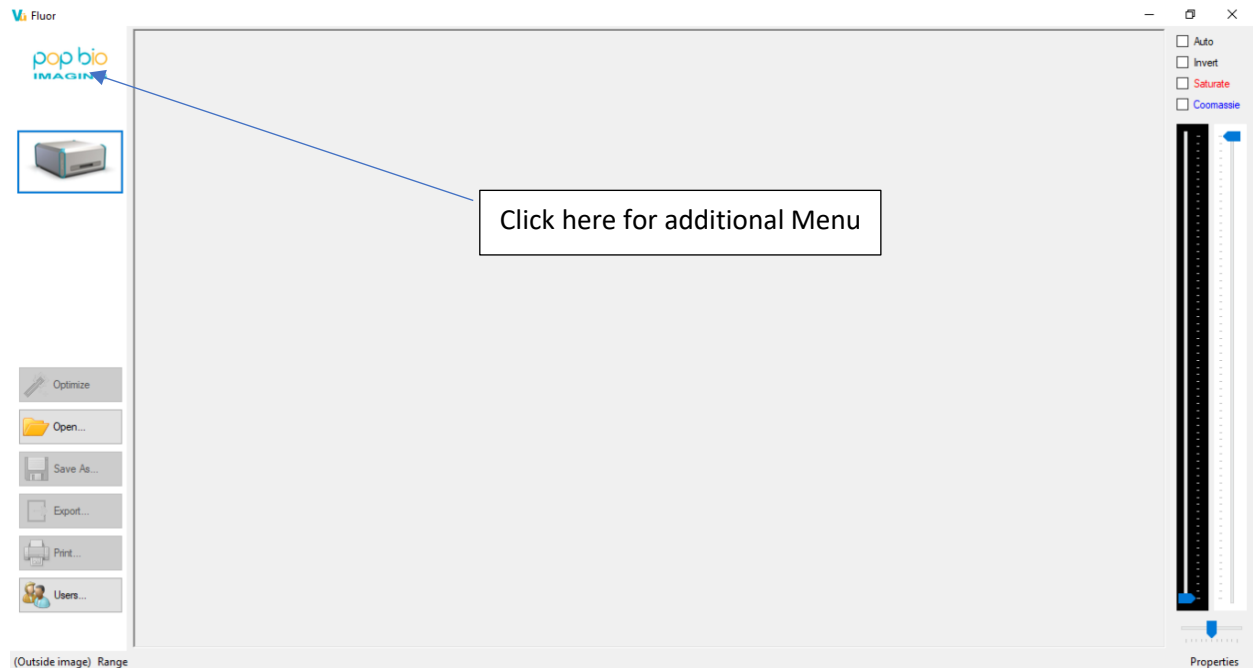 Fluor
pop bio
IMAGING
Click here for additional Menu
Optimize
Open...
Save As...
Export...
Print...
Users...
Auto
Invert
Saturate
Coomassie
(Outside image) Range
Properties